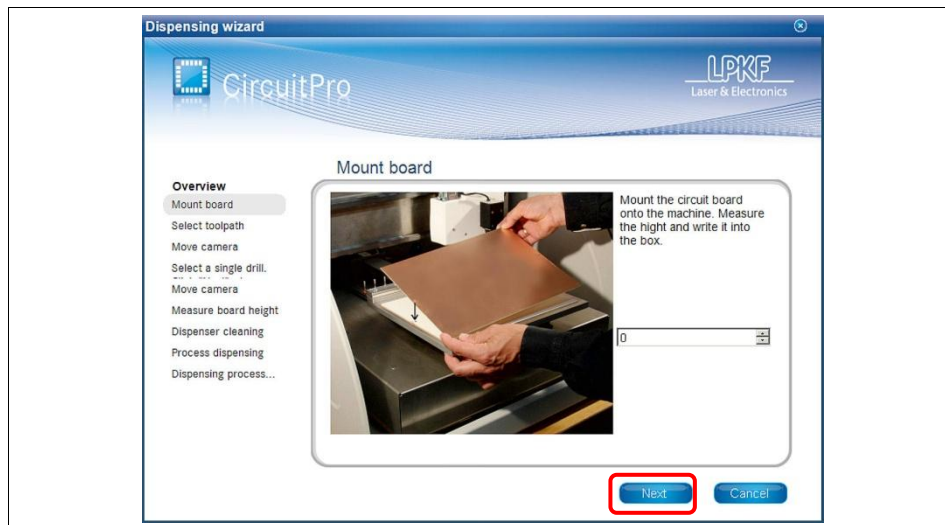 Dispensing wizard
CircuitPro
LPKF
Laser & Electronics
Mount board
Overview
Mount board
Select toolpath
Move camera
Select a single drill.
Move camera
Measure board height
Dispenser cleaning
Process dispensing
Dispensing process...
Mount the circuit board
onto the machine. Measure
the hight and write it into
the box.
0
Next
Cancel